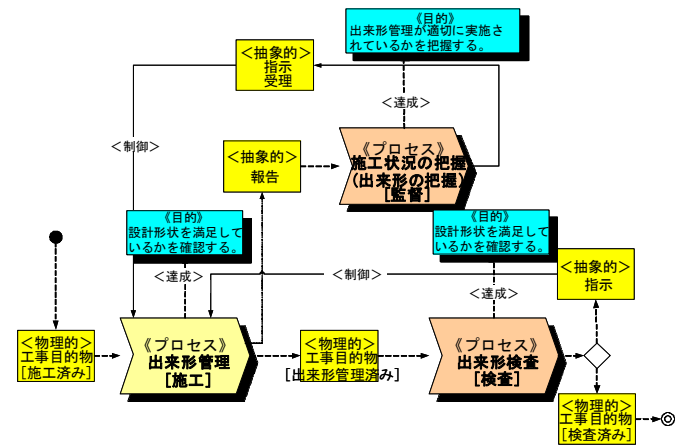 《目的》
出来形管理が適切に実施さ
れているかを把握する。
＜抽象的＞
指示
受理
＜達成＞
＜制御＞
＜抽象的＞
報告
《プロセス》
施工状況の把握
(出来形の把握)
[監督]
《目的》
設計形状を満足して
いるかを確認する。
《目的》
設計形状を満足して
いるかを確認する。
＜達成＞
＜制御＞
＜達成＞
＜抽象的＞
指示
＜物理的＞
工事目的物
[施工済み]
《プロセス》
出来形管理
[施工]
＜物理的＞
工事目的物
[出来形管理済み]
《プロセス》
出来形検査
[検査]
＜物理的＞
工事目的物
[検査済み]